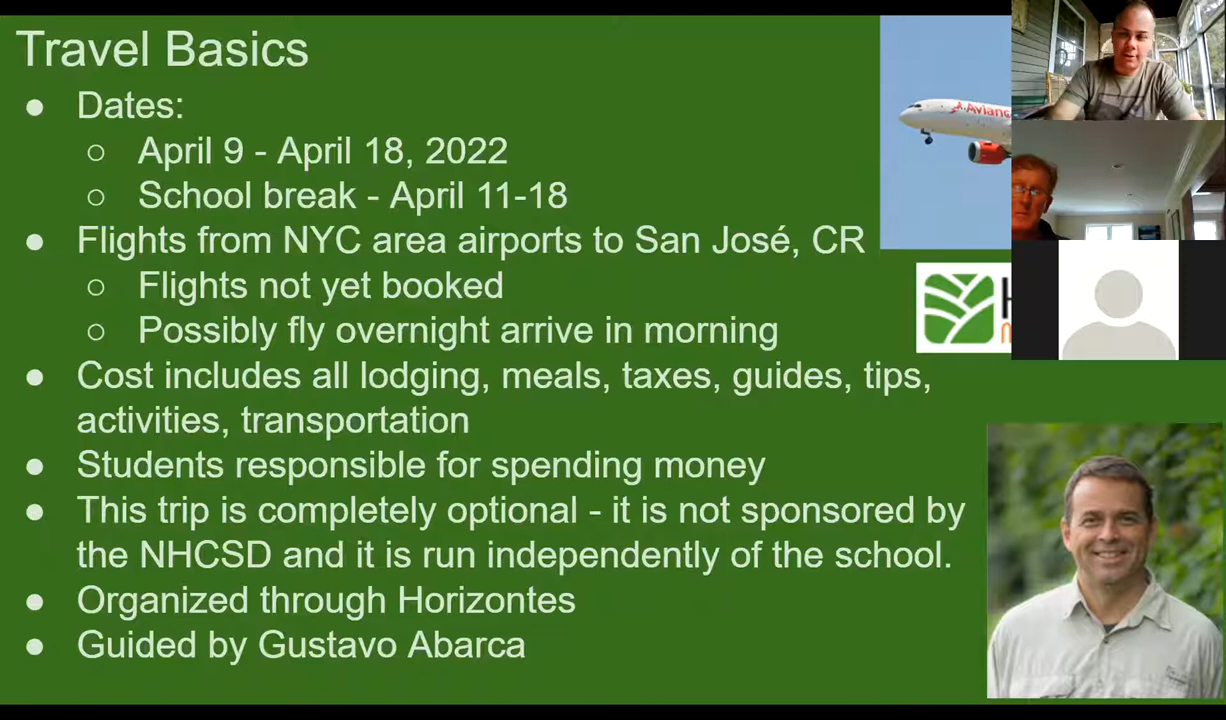 Travel Basics
● Dates:
○ April 9 - April 18, 2022
○ School break - April 11-18
● Flights from NYC area airports to San José, CR
○ Flights not yet booked
○ Possibly fly overnight arrive in morning
● Cost includes all lodging, meals, taxes, guides, tips,
activities, transportation
● Students responsible for spending money
● This trip is completely optional - it is not sponsored by
the NHCSD and it is run independently of the school.
● Organized through Horizontes
● Guided by Gustavo Abarca